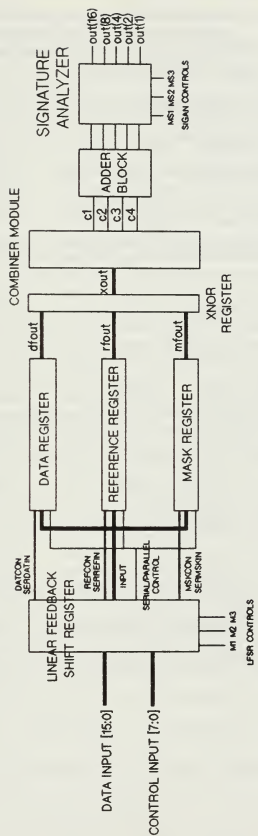 DATA INPUT [15:0]
CONTROL INPUT [7:0]
LINEAR FEEDBACK
SHIFT REGISTER
M1 M2 M3
LFSR CONTROLS
DATCON
SERDATIN
REFCON
SERREFIN
INPUT
SERIAL/PARALLEL
CONTROL
MSKCON
SERMSKIN
DATA REGISTER
REFERENCE REGISTER
MASK REGISTER
dfout
rfout
mfout
XNOR
REGISTER
xout
COMBINER MODULE
c1
c2
c3
c4
ADDER
BLOCK
SIGNATURE
ANALYZER
MS1 MS2 MS3
SIGAN CONTROLS
out(16)
out(8)
out(4)
out(2)
out(1)